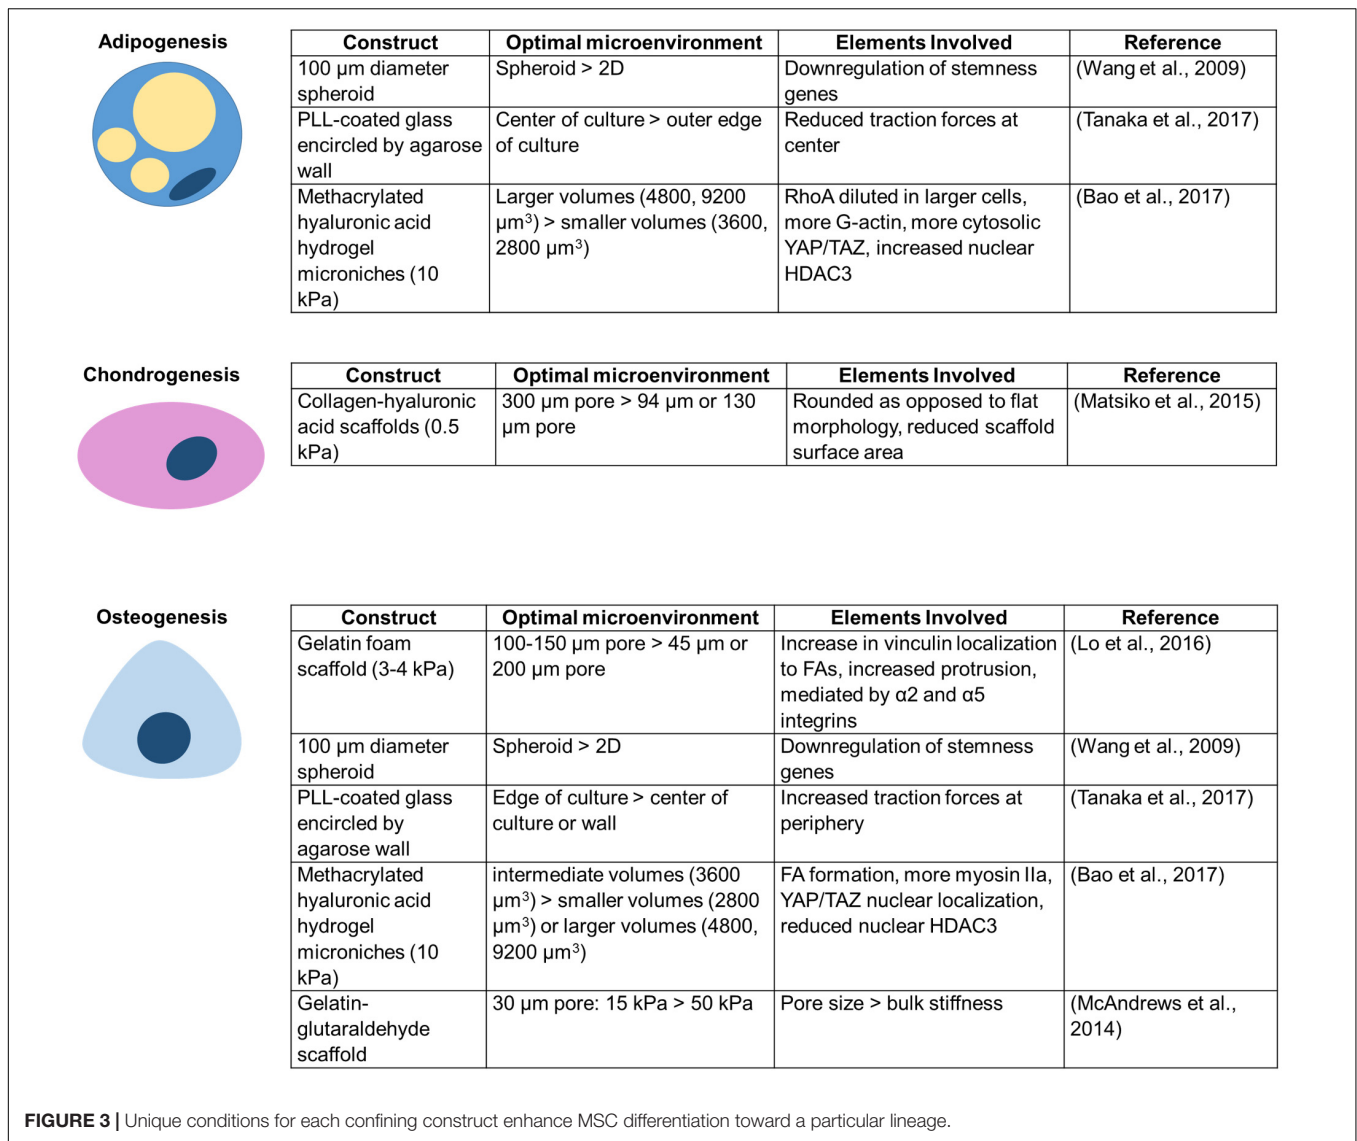 Adipogenesis
Construct Optimal microenvironment Elements Involved Reference
100 µm diameter spheroid Spheroid > 2D Downregulation of stemness genes (Wang et al., 2009)
PLL-coated glass encircled by agarose wall Center of culture > outer edge of culture Reduced traction forces at center (Tanaka et al., 2017)
Methacrylated hyaluronic acid hydrogel microniches (10 kPa) Larger volumes (4800, 9200 µm³) > smaller volumes (3600, 2800 µm³) RhoA diluted in larger cells, more G-actin, more cytosolic YAP/TAZ, increased nuclear HDAC3 (Bao et al., 2017)
Chondrogenesis
Construct Optimal microenvironment Elements Involved Reference
Collagen-hyaluronic acid scaffolds (0.5 kPa) 300 µm pore > 94 µm or 130 µm pore Rounded as opposed to flat morphology, reduced scaffold surface area (Matsiko et al., 2015)
Osteogenesis
Construct Optimal microenvironment Elements Involved Reference
Gelatin foam scaffold (3-4 kPa) 100-150 µm pore > 45 µm or 200 µm pore Increase in vinculin localization to FAs, increased protrusion, mediated by α2 and α5 integrins (Lo et al., 2016)
100 µm diameter spheroid Spheroid > 2D Downregulation of stemness genes (Wang et al., 2009)
PLL-coated glass encircled by agarose wall Edge of culture > center of culture or wall Increased traction forces at periphery (Tanaka et al., 2017)
Methacrylated hyaluronic acid hydrogel microniches (10 kPa) intermediate volumes (3600 µm³) > smaller volumes (2800 µm³) or larger volumes (4800, 9200 µm³) FA formation, more myosin IIa, YAP/TAZ nuclear localization, reduced nuclear HDAC3 (Bao et al., 2017)
Gelatin-glutaraldehyde scaffold 30 µm pore: 15 kPa > 50 kPa Pore size > bulk stiffness (McAndrews et al., 2014)
FIGURE 3 | Unique conditions for each confining construct enhance MSC differentiation toward a particular lineage.